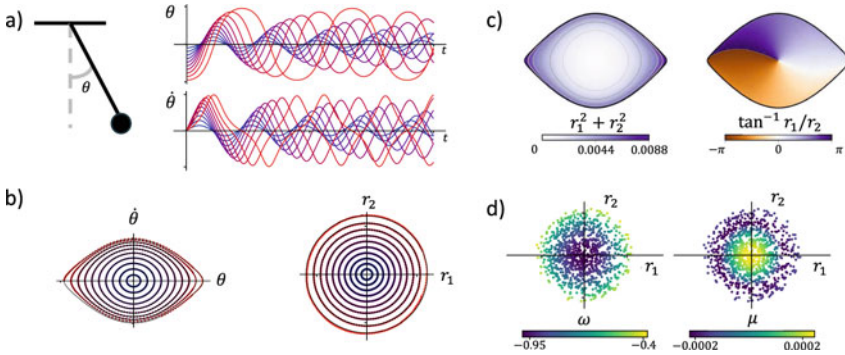 a)
θ
θ
t
θ̇
t
b)
θ̇
θ
r₂
r₁
c)
r₁² + r₂²
0 0.0044 0.0088
tan⁻¹ r₁/r₂
−π 0 π
d)
r₂
r₁
r₂
r₁
ω
−0.95 −0.4
μ
−0.0002 0.0002